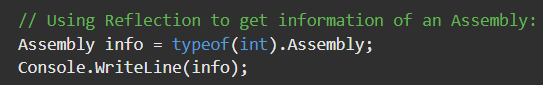 // Using Reflection to get information of an Assembly:
Assembly info = typeof(int).Assembly;
Console.WriteLine(info);